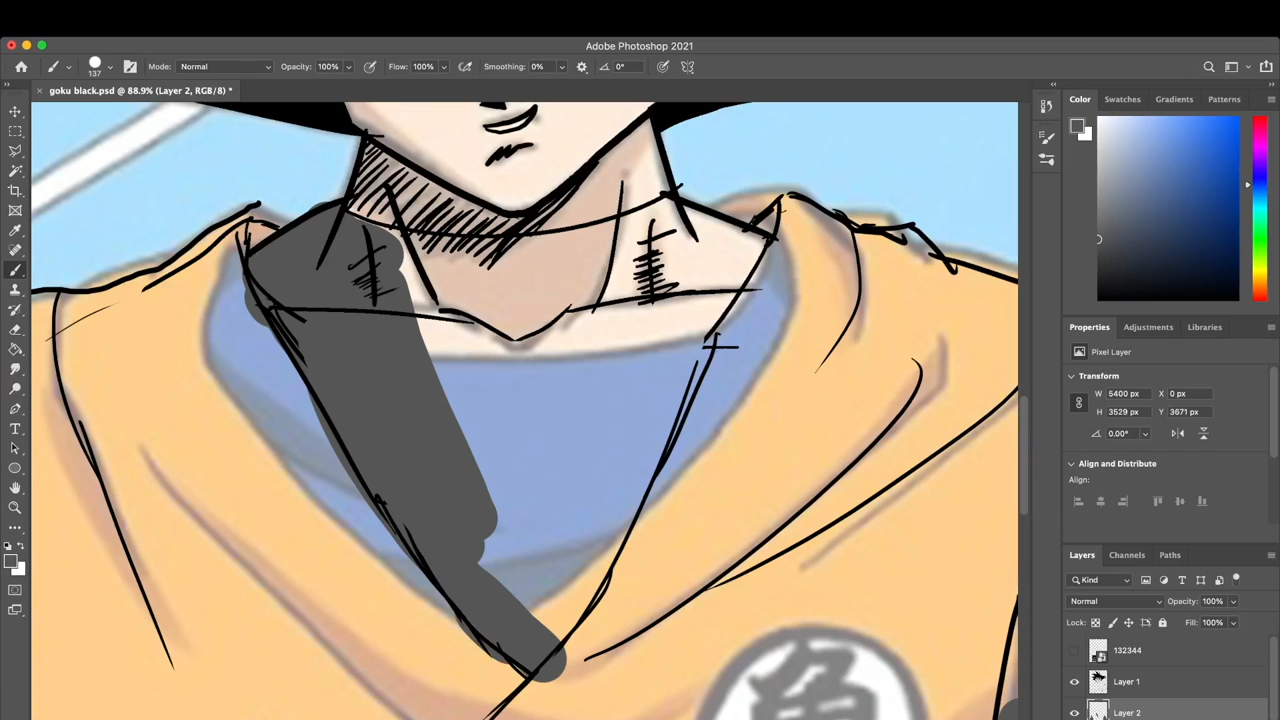 Adobe Photoshop 2021
137
Mode: Normal
Opacity: 100%
Flow: 100%
Smoothing: 0%
0°
goku black.psd @ 88.9% (Layer 2, RGB/8) *
Color
Swatches
Gradients
Patterns
Properties
Adjustments
Libraries
Pixel Layer
Transform
W 5400 px
X 0 px
H 3529 px
Y 3671 px
0.00°
Align and Distribute
Align:
Layers
Channels
Paths
Kind
Normal
Opacity: 100%
Lock:
Fill: 100%
132344
Layer 1
Layer 2
亀